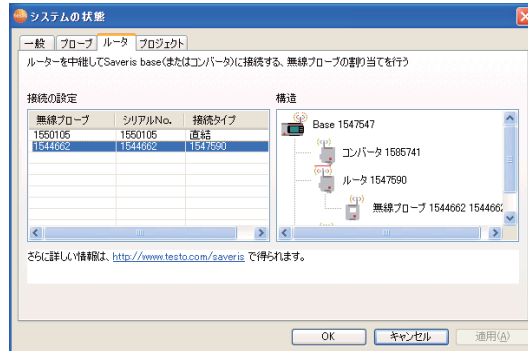 システムの状態
一般 プローブ ルータ プロジェクト
ルーターを中継してSaveris base(またはコンバータ)に接続する、無線プローブの割り当てを行う
接続の設定
無線プローブ シリアルNo. 接続タイプ
1550105 1550105 直結
1544662 1544662 1547590
構造
Base 1547547
コンバータ 1585741
ルータ 1547590
無線プローブ 1544662 154466
さらに詳しい情報は、http://www.testo.com/saveris で得られます。
OK キャンセル 適用(A)